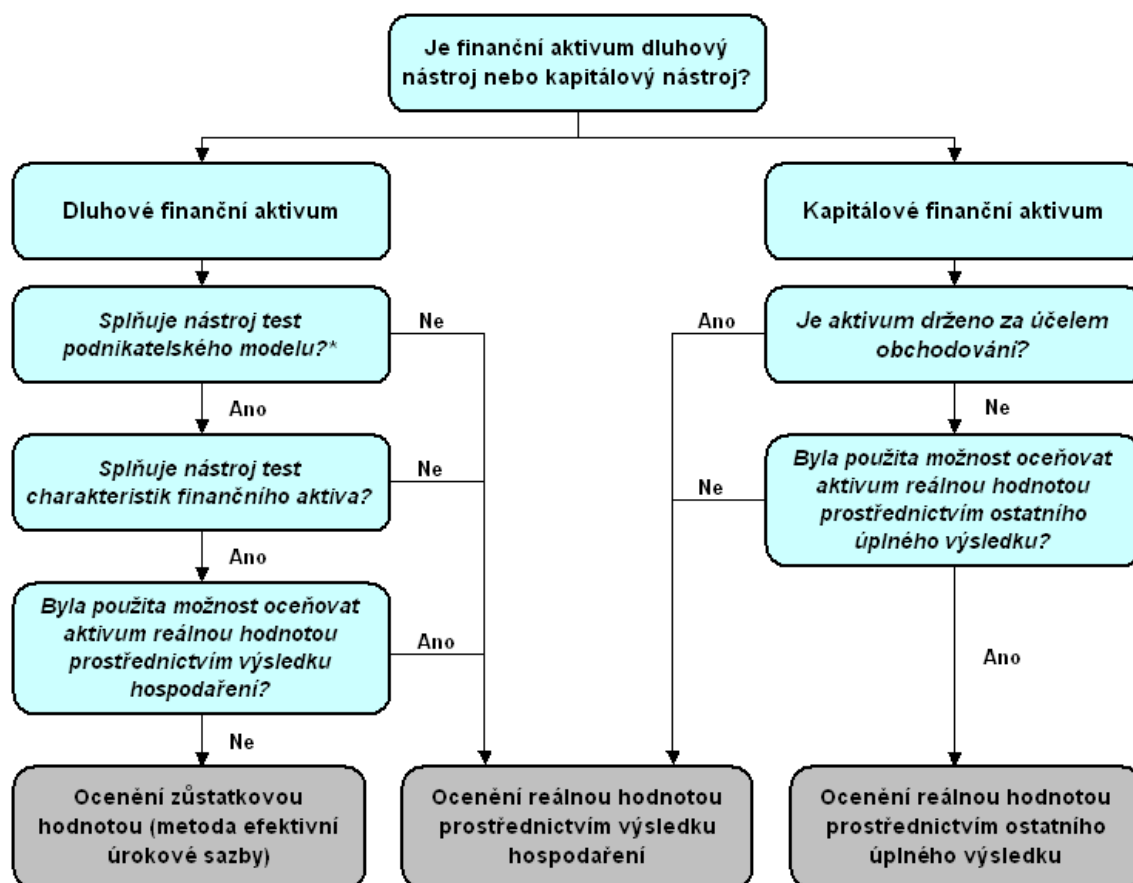 Je finanční aktivum dluhový
nástroj nebo kapitálový nástroj?
Dluhové finanční aktivum
Kapitálové finanční aktivum
Splňuje nástroj test
podnikatelského modelu?*
Ne
Ano
Je aktivum drženo za účelem
obchodování?
Ano
Ne
Splňuje nástroj test
charakteristik finančního aktiva?
Ne
Ne
Byla použita možnost oceňovat
aktivum reálnou hodnotou
prostřednictvím ostatního
úplného výsledku?
Ano
Byla použita možnost oceňovat
aktivum reálnou hodnotou
prostřednictvím výsledku
hospodaření?
Ano
Ano
Ne
Ocenění zůstatkovou
hodnotou (metoda efektivní
úrokové sazby)
Ocenění reálnou hodnotou
prostřednictvím výsledku
hospodaření
Ocenění reálnou hodnotou
prostřednictvím ostatního
úplného výsledku